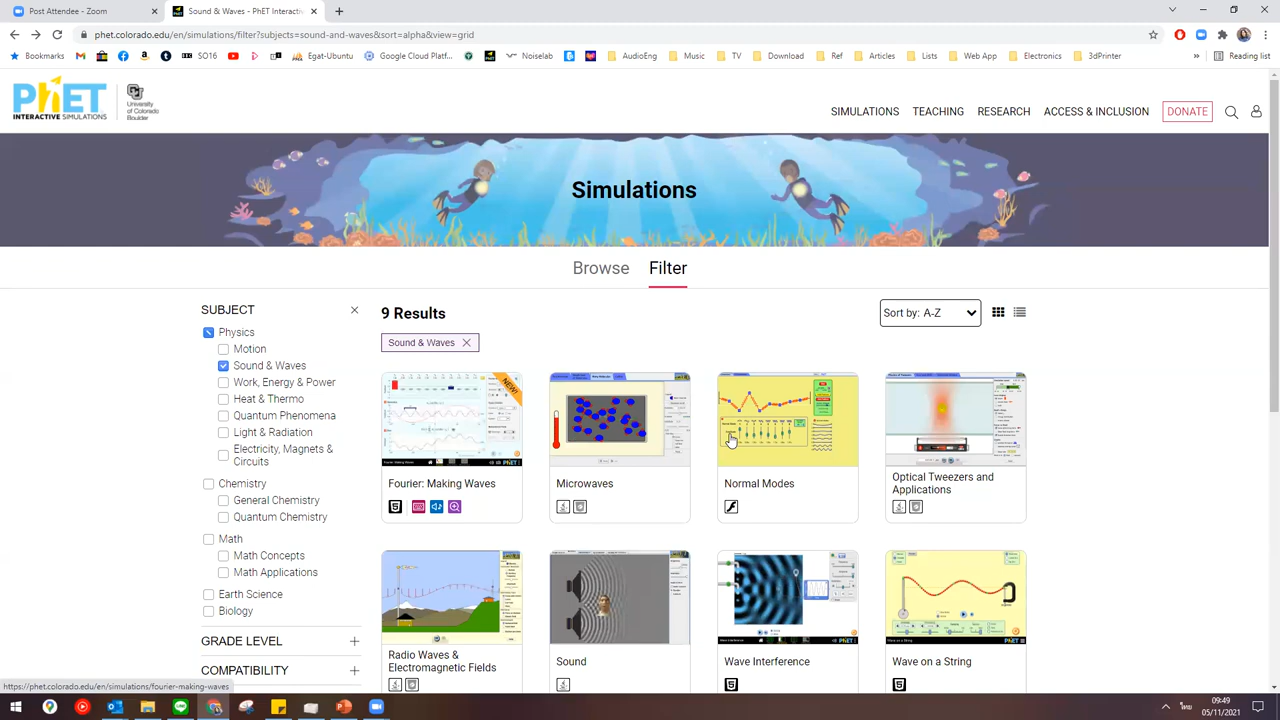 Post Attendee - Zoom
Sound & Waves - PhET Interactiv
phet.colorado.edu/en/simulations/filter?subjects=sound-and-waves&sort=alpha&view=grid
Bookmarks SO16 Egat-Ubuntu Google Cloud Platf... Noiselab AudioEng Music TV Download Ref Articles Lists Web App Electronics 3dPrinter » Reading list
PhET
INTERACTIVE SIMULATIONS
University
of Colorado
Boulder
SIMULATIONS TEACHING RESEARCH ACCESS & INCLUSION DONATE
Simulations
Browse Filter
SUBJECT
Physics
Motion
Sound & Waves
Work, Energy & Power
Heat & Thermo
Quantum Phenomena
Light & Radiation
Electricity, Magnets &
Circuits
Chemistry
General Chemistry
Quantum Chemistry
Math
Math Concepts
Math Applications
Earth Science
Biology
GRADE LEVEL
COMPATIBILITY
9 Results
Sort by: A-Z
Sound & Waves
NEW!
Fourier: Making Waves
Microwaves
Normal Modes
Optical Tweezers and
Applications
Radio Waves &
Electromagnetic Fields
Sound
Wave Interference
Wave on a String
https://phet.colorado.edu/en/simulations/fourier-making-waves
ไทย
09:49
05/11/2021